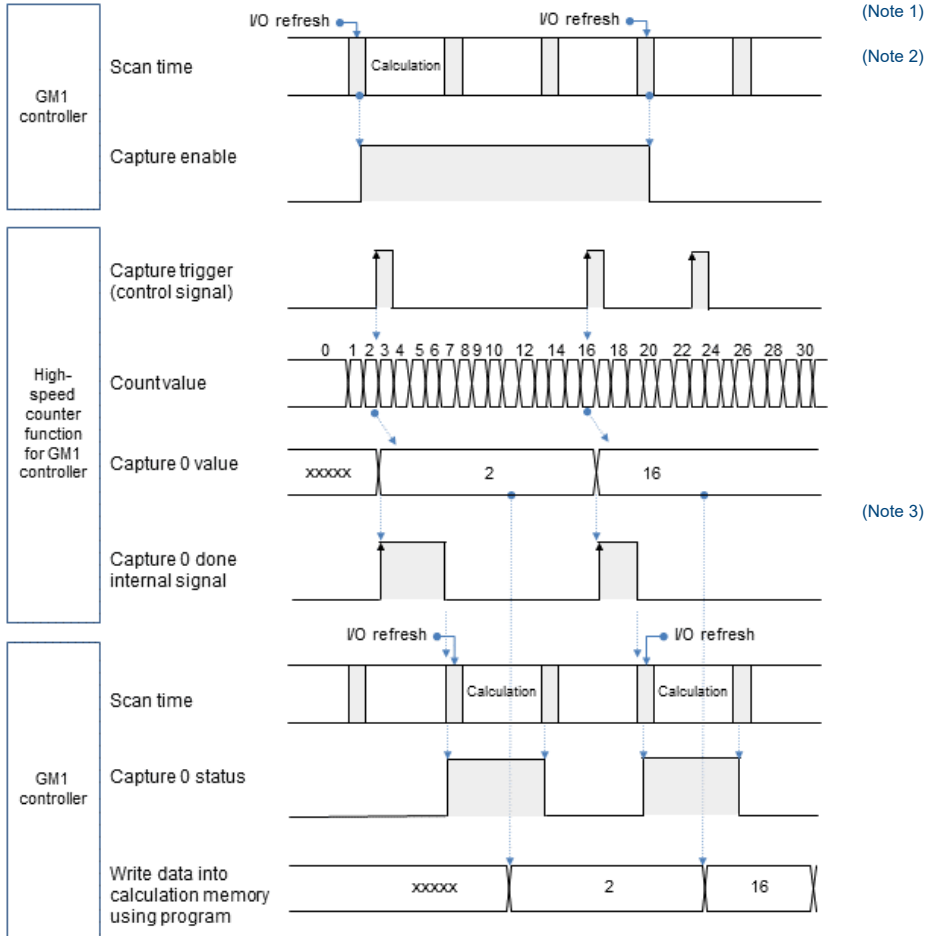 I/O refresh
I/O refresh
(Note 1)
Scan time
Calculation
(Note 2)
GM1
controller
Capture enable
Capture trigger
(control signal)
0 1 2 3 4 5 6 7 8 9 10 12 14 16 18 20 22 24 26 28 30
Count value
High-
speed
counter
function
for GM1
controller
Capture 0 value
xxxxx
2
16
(Note 3)
Capture 0 done
internal signal
I/O refresh
I/O refresh
Scan time
Calculation
Calculation
GM1
controller
Capture 0 status
Write data into
calculation memory
using program
xxxxx
2
16